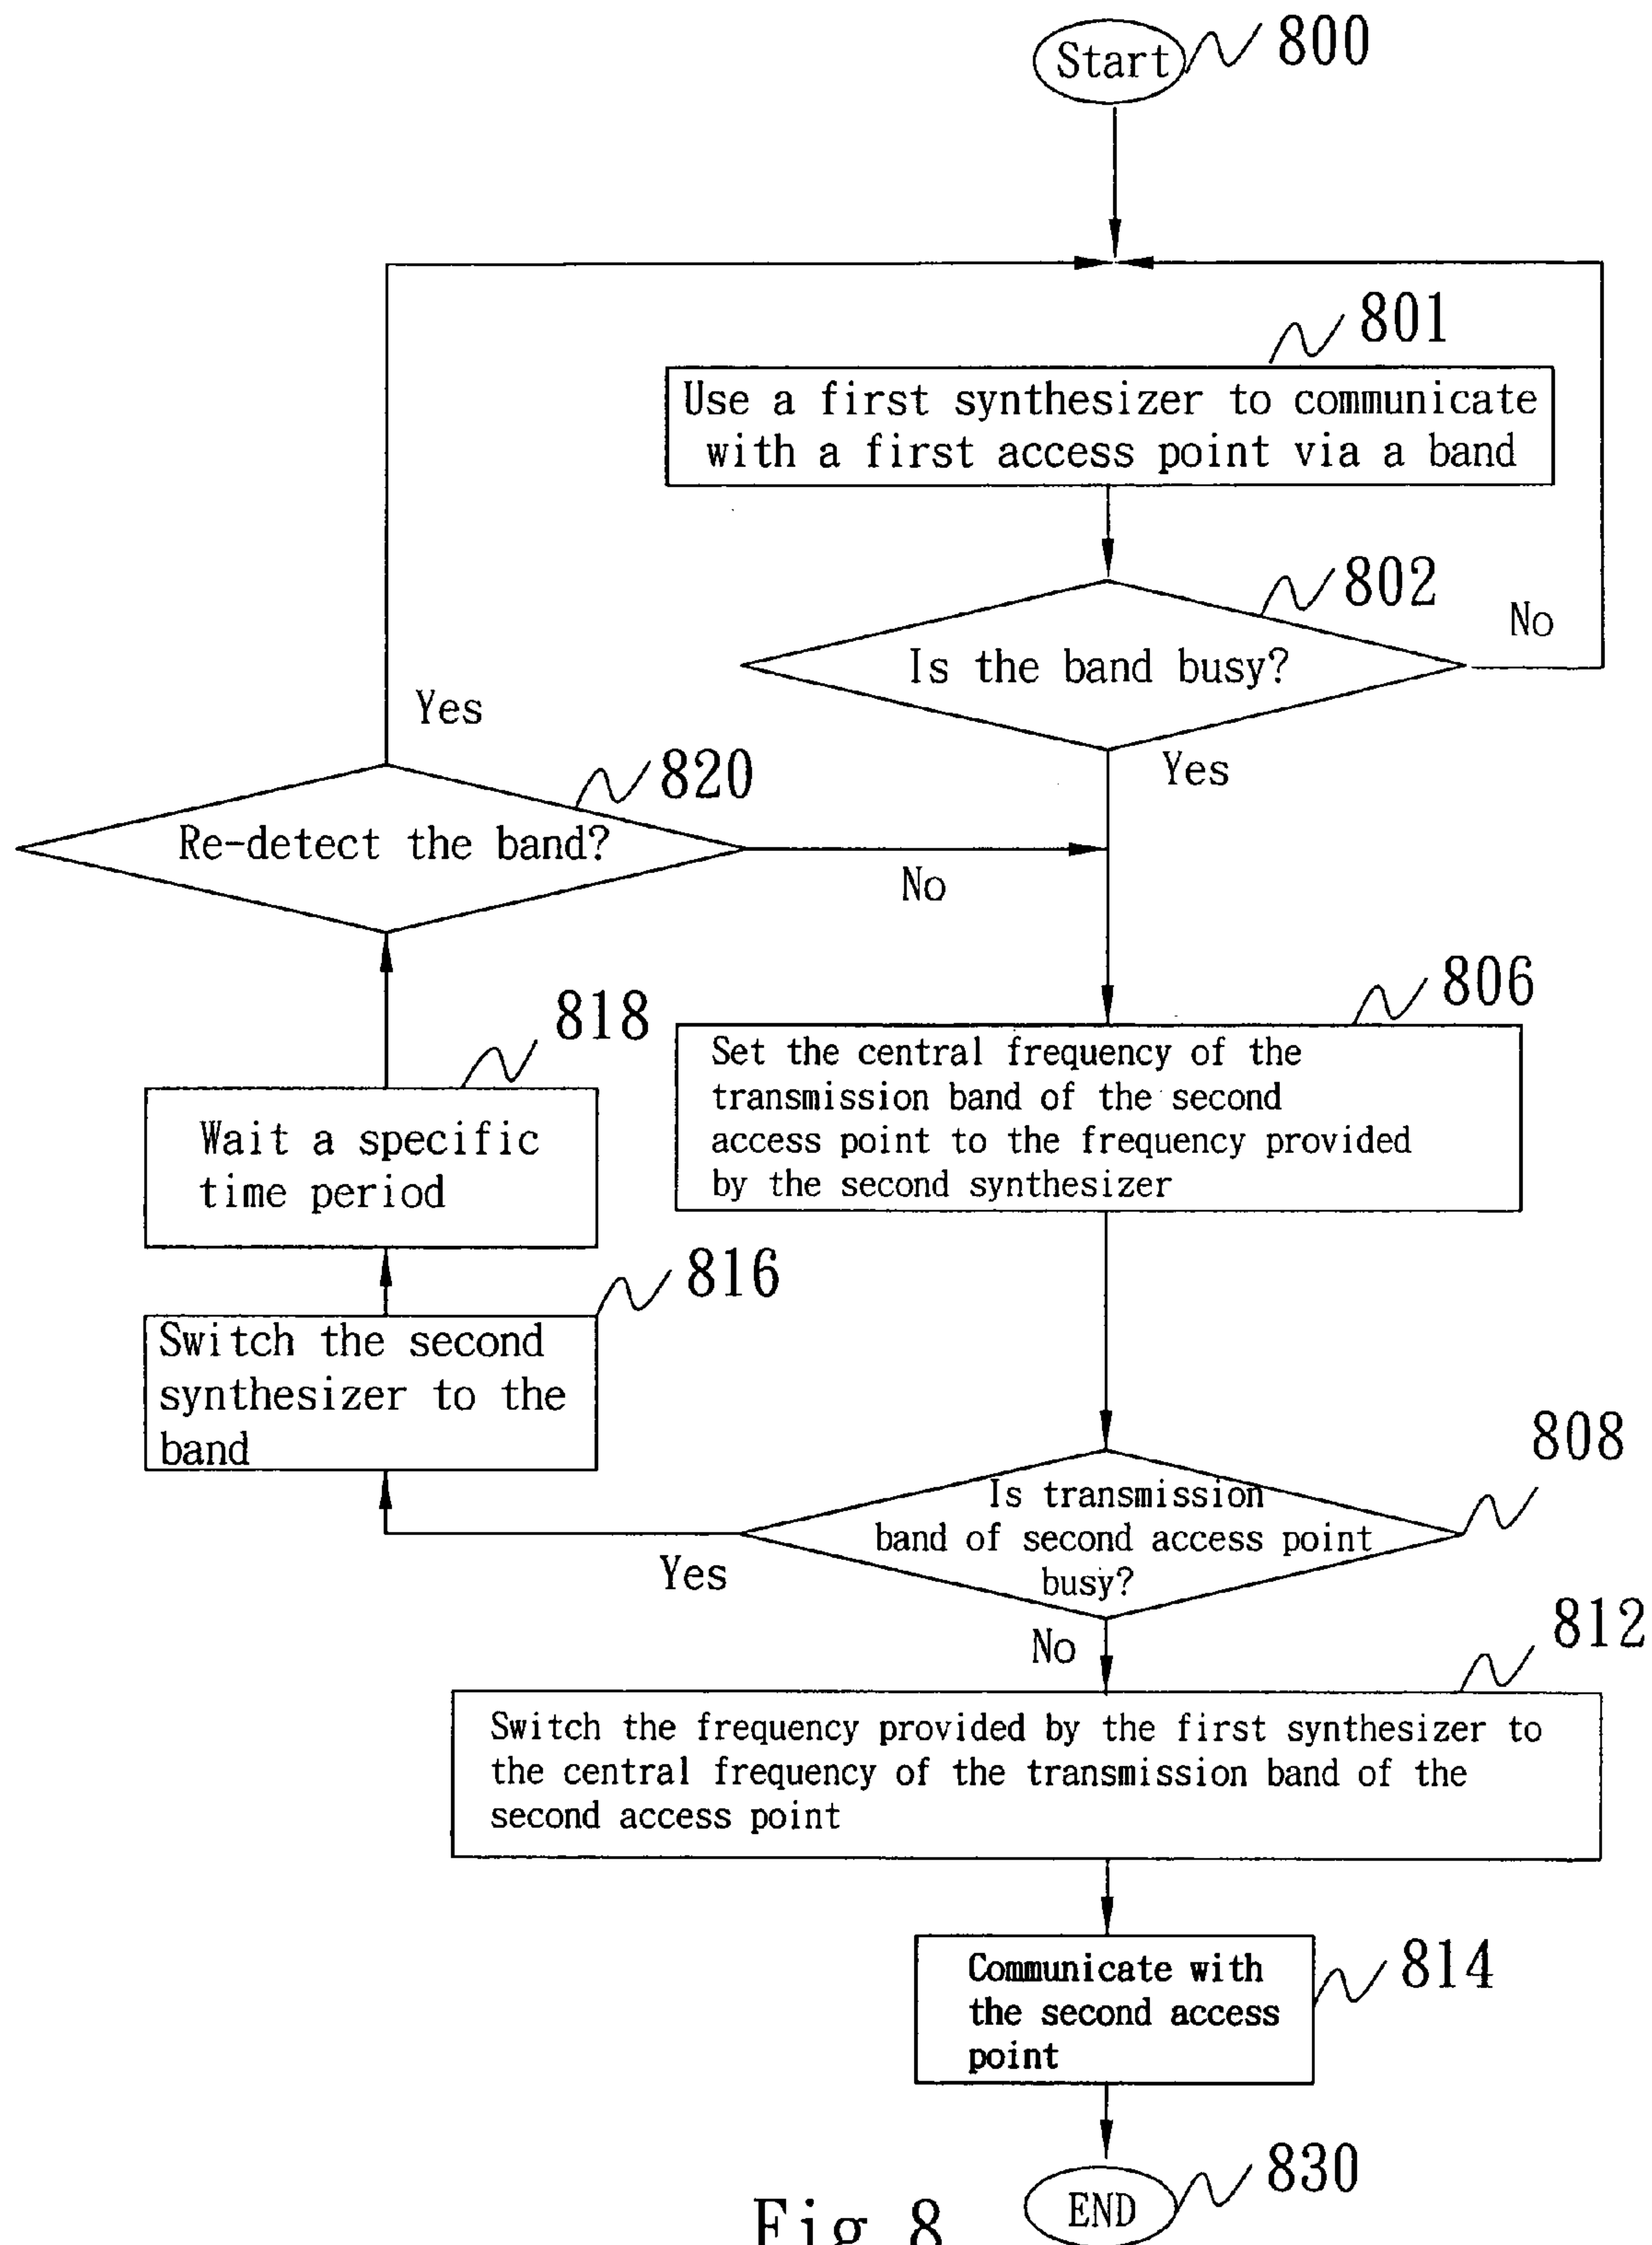 Start
800
801
Use a first synthesizer to communicate
with a first access point via a band
802
Is the band busy?
No
Yes
Yes
820
Re-detect the band?
No
806
Set the central frequency of the
transmission band of the second
access point to the frequency provided
by the second synthesizer
818
Wait a specific
time period
816
Switch the second
synthesizer to the
band
808
Is transmission
band of second access point
busy?
Yes
No
812
Switch the frequency provided by the first synthesizer to
the central frequency of the transmission band of the
second access point
814
Communicate with
the second access
point
830
END
Fig 8